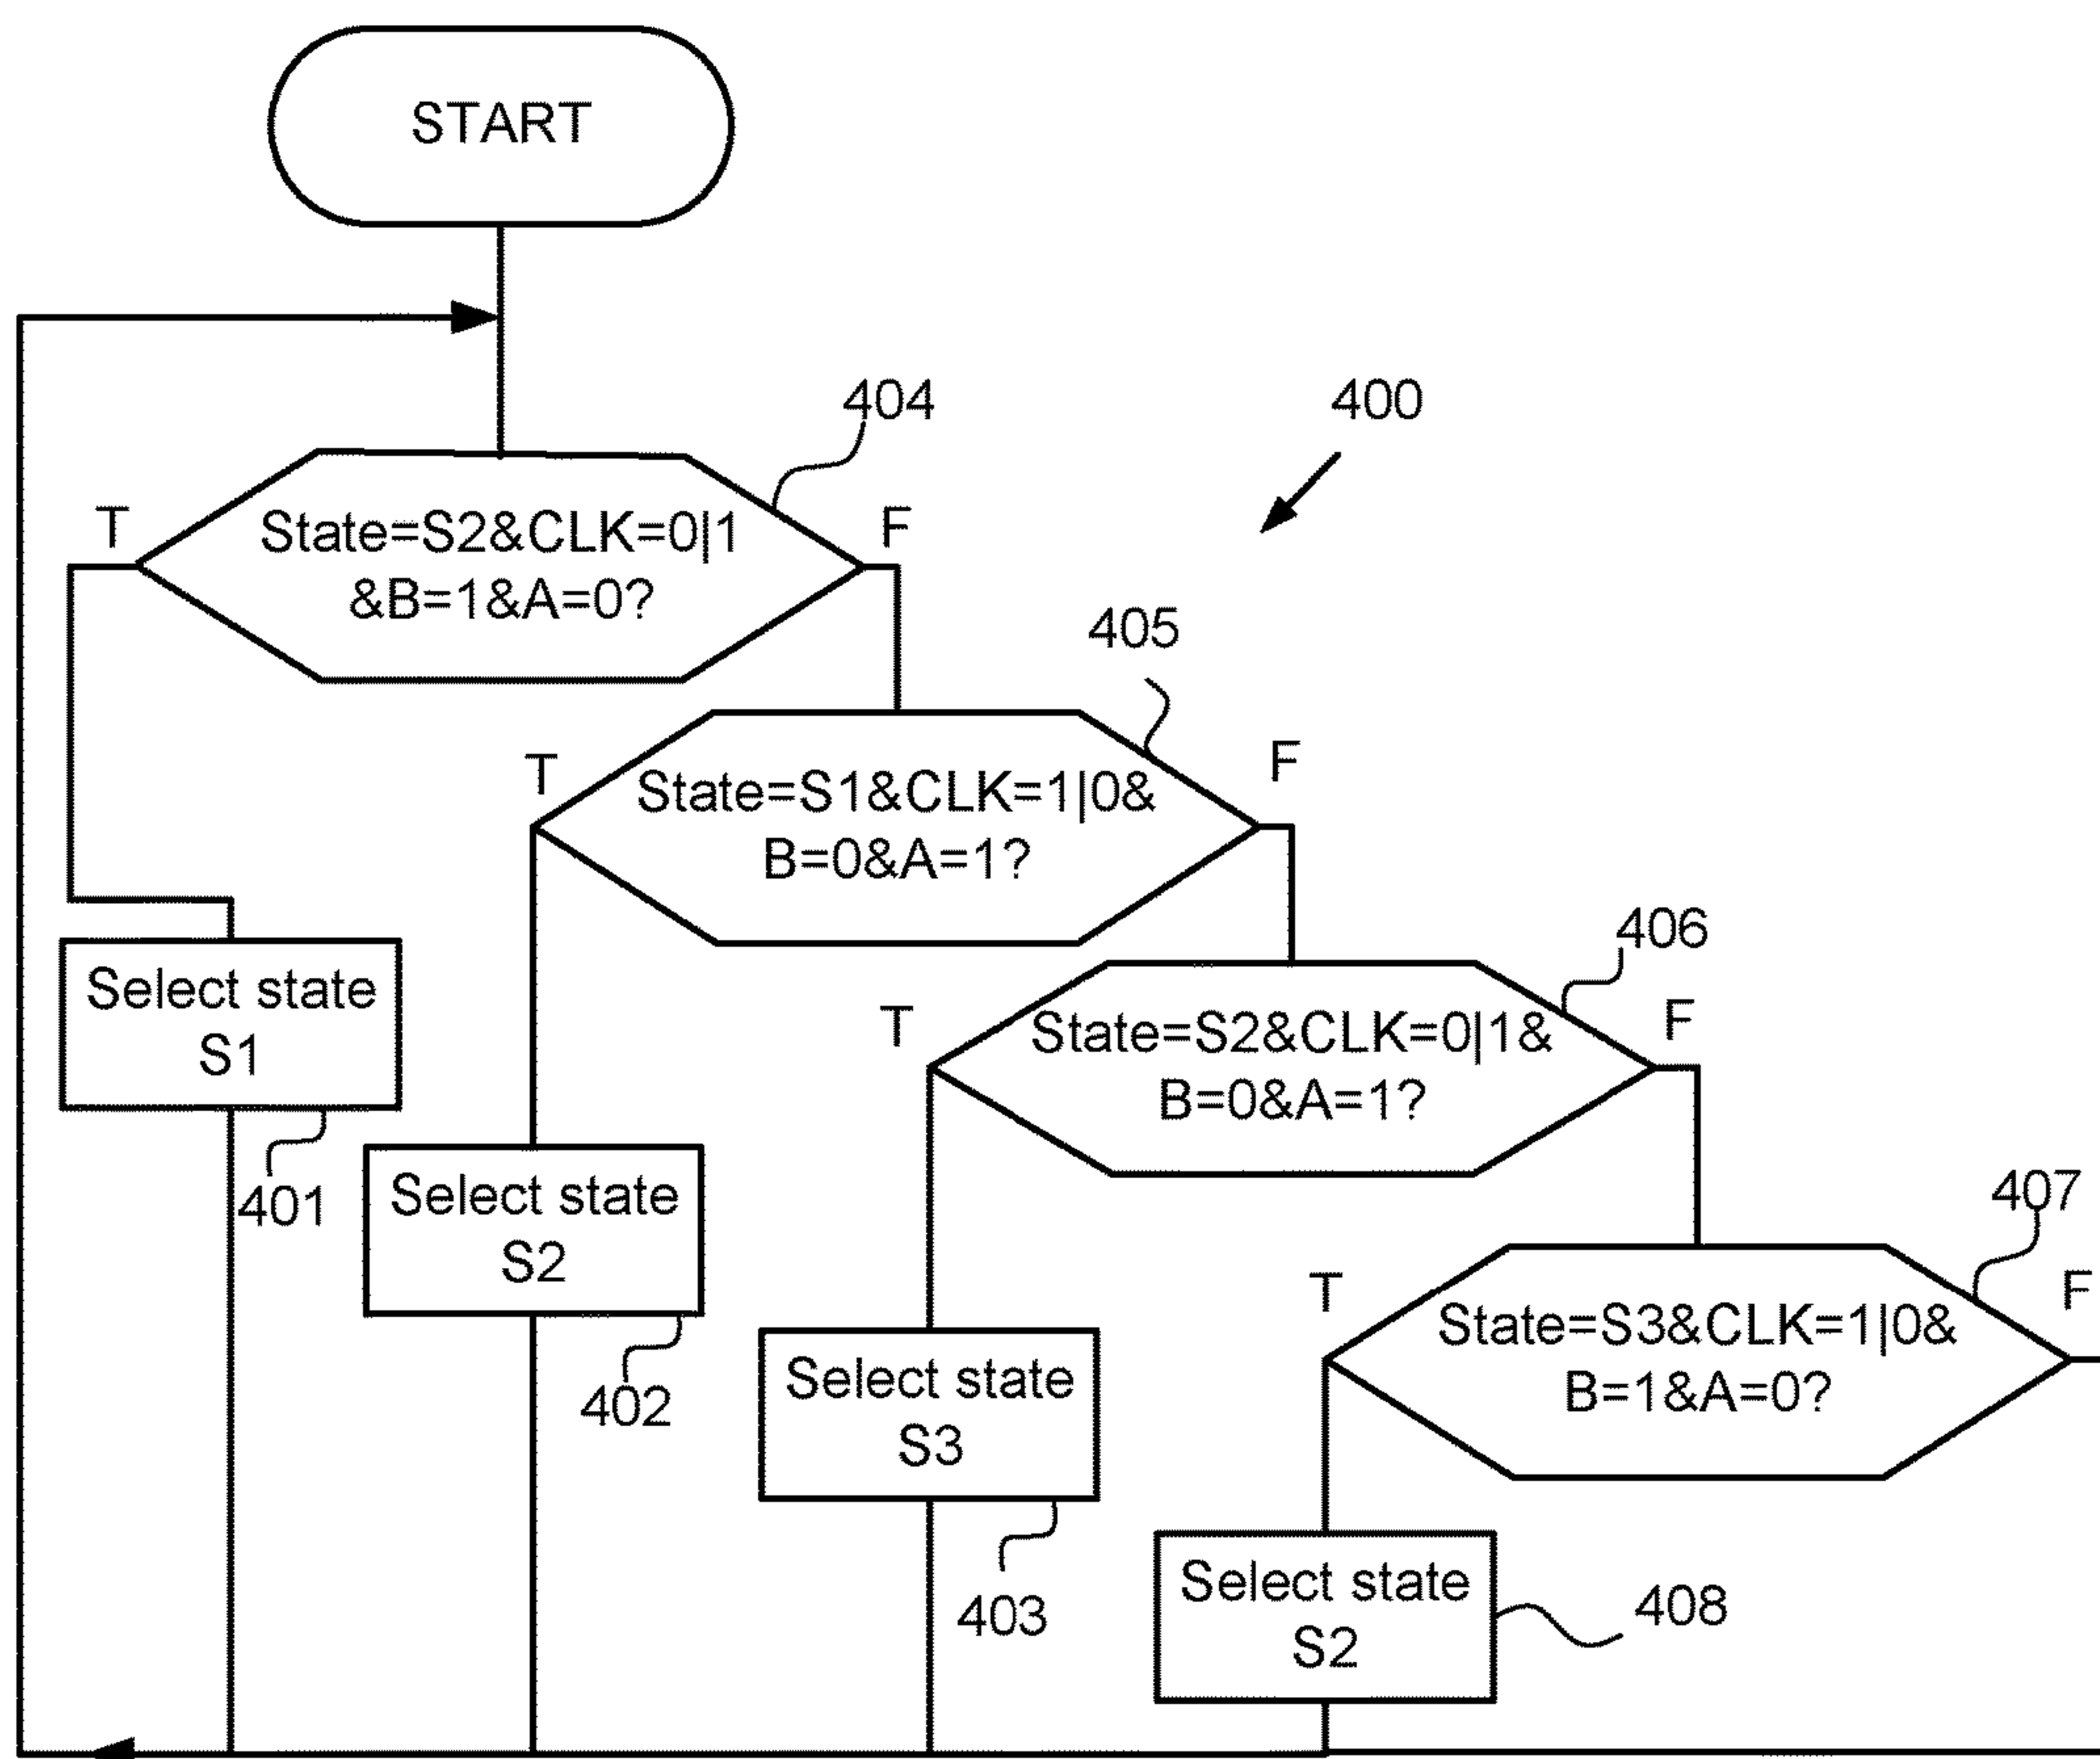 START
404
400
T
State=S2&CLK=0|1
&B=1&A=0?
F
405
T
State=S1&CLK=1|0&
B=0&A=1?
F
406
T
State=S2&CLK=0|1&
B=0&A=1?
F
Select state
S1
401
Select state
S2
402
407
T
State=S3&CLK=1|0&
B=1&A=0?
F
Select state
S3
403
Select state
S2
408